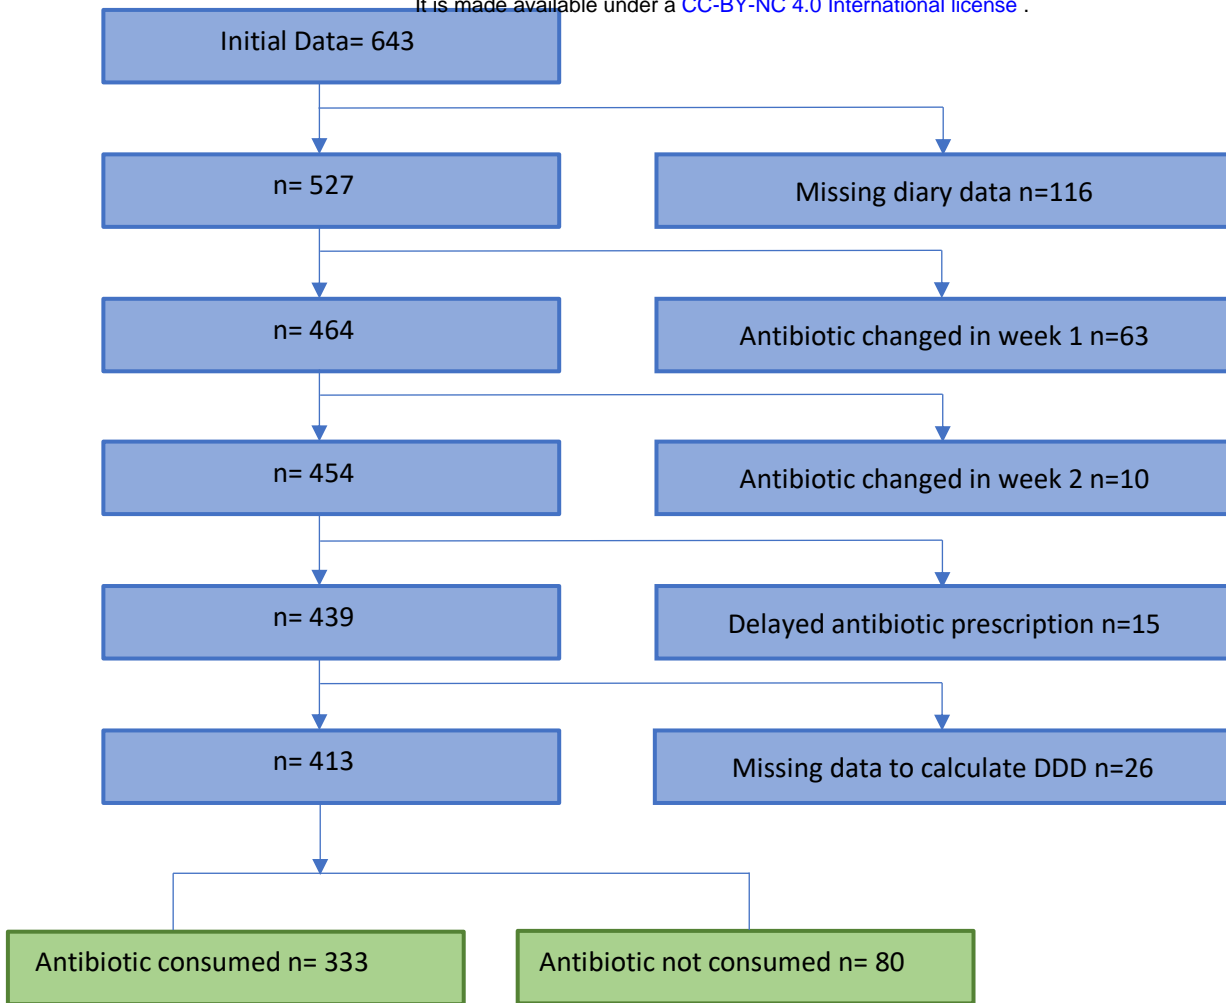 It is made available under a CC-BY-NC 4.0 International license .
Initial Data= 643
n= 527
Missing diary data n=116
n= 464
Antibiotic changed in week 1 n=63
n= 454
Antibiotic changed in week 2 n=10
n= 439
Delayed antibiotic prescription n=15
n= 413
Missing data to calculate DDD n=26
Antibiotic consumed n= 333
Antibiotic not consumed n= 80